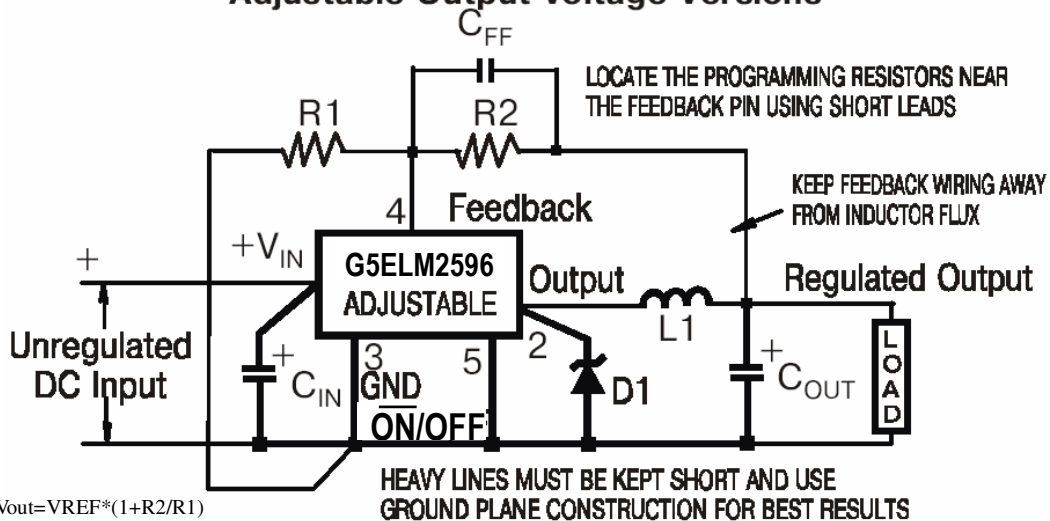 Adjustable Output Voltage Versions
CFF
LOCATE THE PROGRAMMING RESISTORS NEAR
THE FEEDBACK PIN USING SHORT LEADS
R1
R2
KEEP FEEDBACK WIRING AWAY
FROM INDUCTOR FLUX
4
Feedback
+VIN
+
G5ELM2596
ADJUSTABLE
Output
Regulated Output
L1
Unregulated
DC Input
+
CIN
3
GND
5
2
ON/OFF
D1
+
COUT
LOAD
HEAVY LINES MUST BE KEPT SHORT AND USE
GROUND PLANE CONSTRUCTION FOR BEST RESULTS
Vout=VREF*(1+R2/R1)